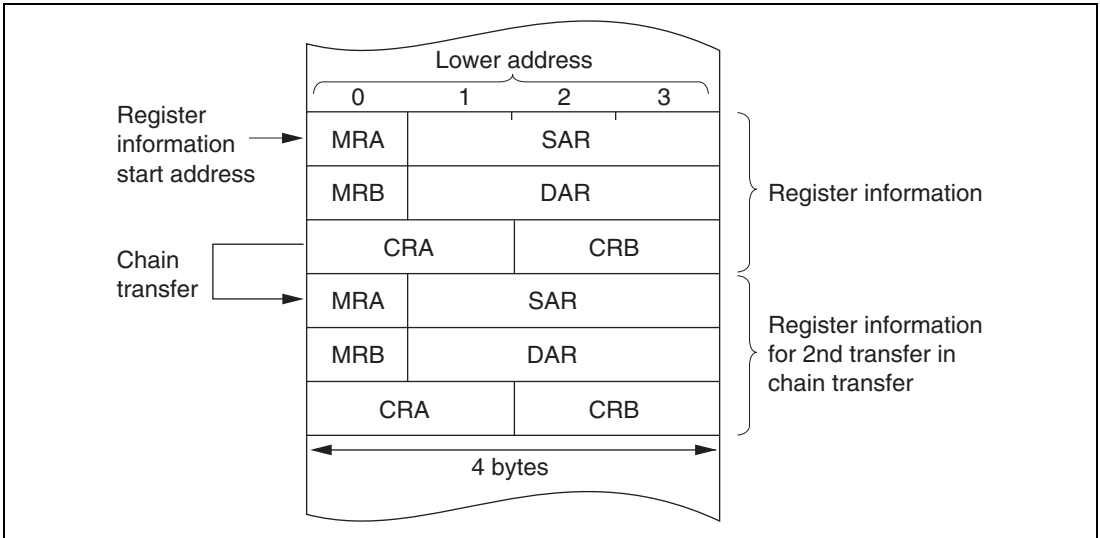 Lower address
0 1 2 3
Register
information
start address
MRA SAR
MRB DAR
Register information
CRA CRB
Chain
transfer
MRA SAR
MRB DAR
Register information
for 2nd transfer in
chain transfer
CRA CRB
4 bytes